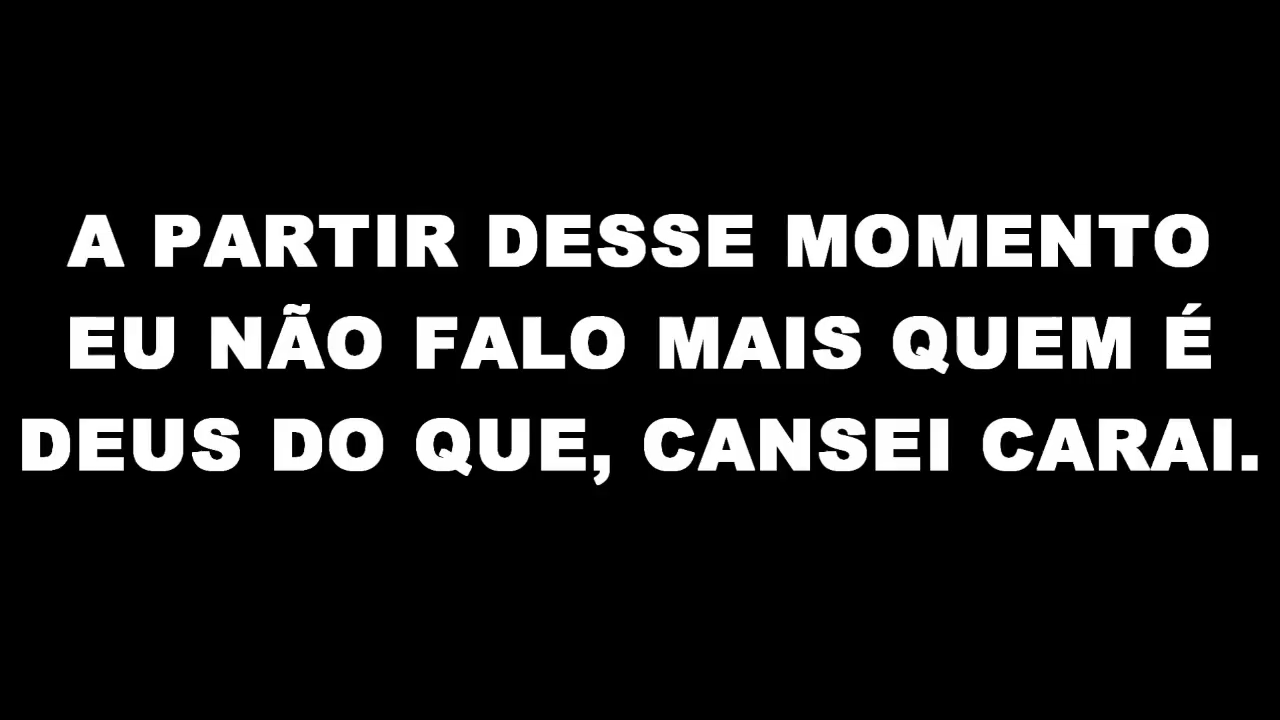 A PARTIR DESSE MOMENTO
EU NÃO FALO MAIS QUEM É
DEUS DO QUE, CANSEI CARAI.